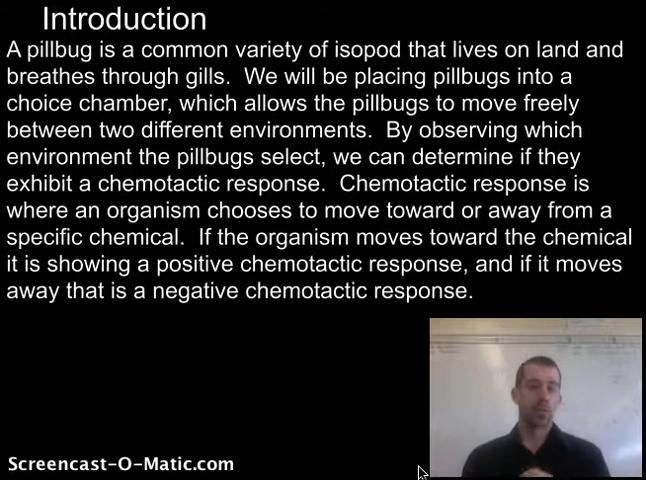 Introduction
A pillbug is a common variety of isopod that lives on land and
breathes through gills.  We will be placing pillbugs into a
choice chamber, which allows the pillbugs to move freely
between two different environments.  By observing which
environment the pillbugs select, we can determine if they
exhibit a chemotactic response.  Chemotactic response is
where an organism chooses to move toward or away from a
specific chemical.  If the organism moves toward the chemical
it is showing a positive chemotactic response, and if it moves
away that is a negative chemotactic response.
Screencast-O-Matic.com